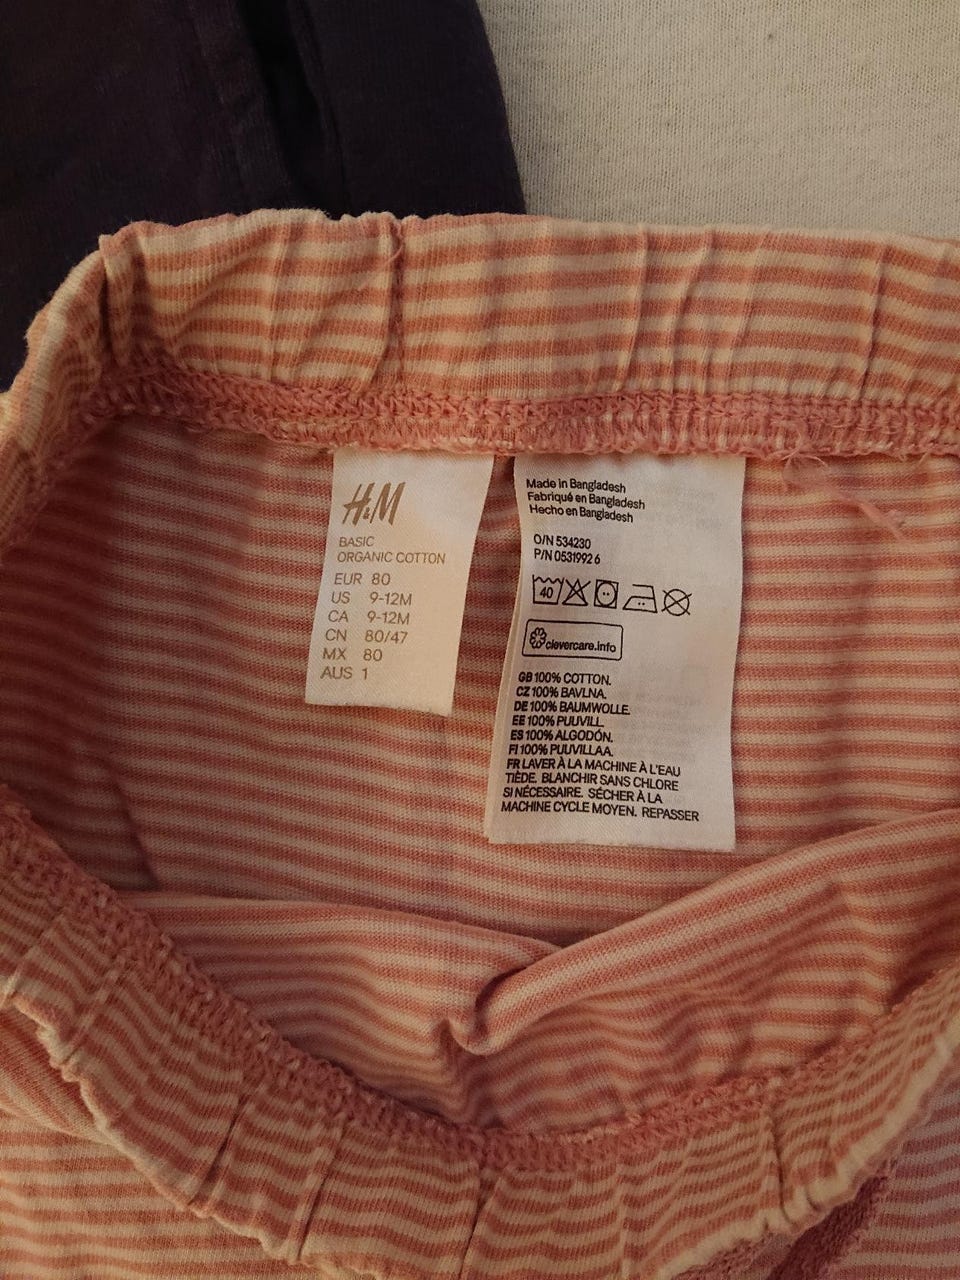 H&M
BASIC
ORGANIC COTTON
EUR 80
US 9-12M
CA 9-12M
CN 80/47
MX 80
AUS 1
Made in Bangladesh
Fabriqué en Bangladesh
Hecho en Bangladesh
O/N 534230
P/N 0531992 6
40
clevercare.info
GB 100% COTTON.
CZ 100% BAVLNA.
DE 100% BAUMWOLLE.
EE 100% PUUVILL.
ES 100% ALGODÓN.
FI 100% PUUVILLAA.
FR LAVER À LA MACHINE À L'EAU
TIÈDE. BLANCHIR SANS CHLORE
SI NÉCESSAIRE. SÉCHER À LA
MACHINE CYCLE MOYEN. REPASSER